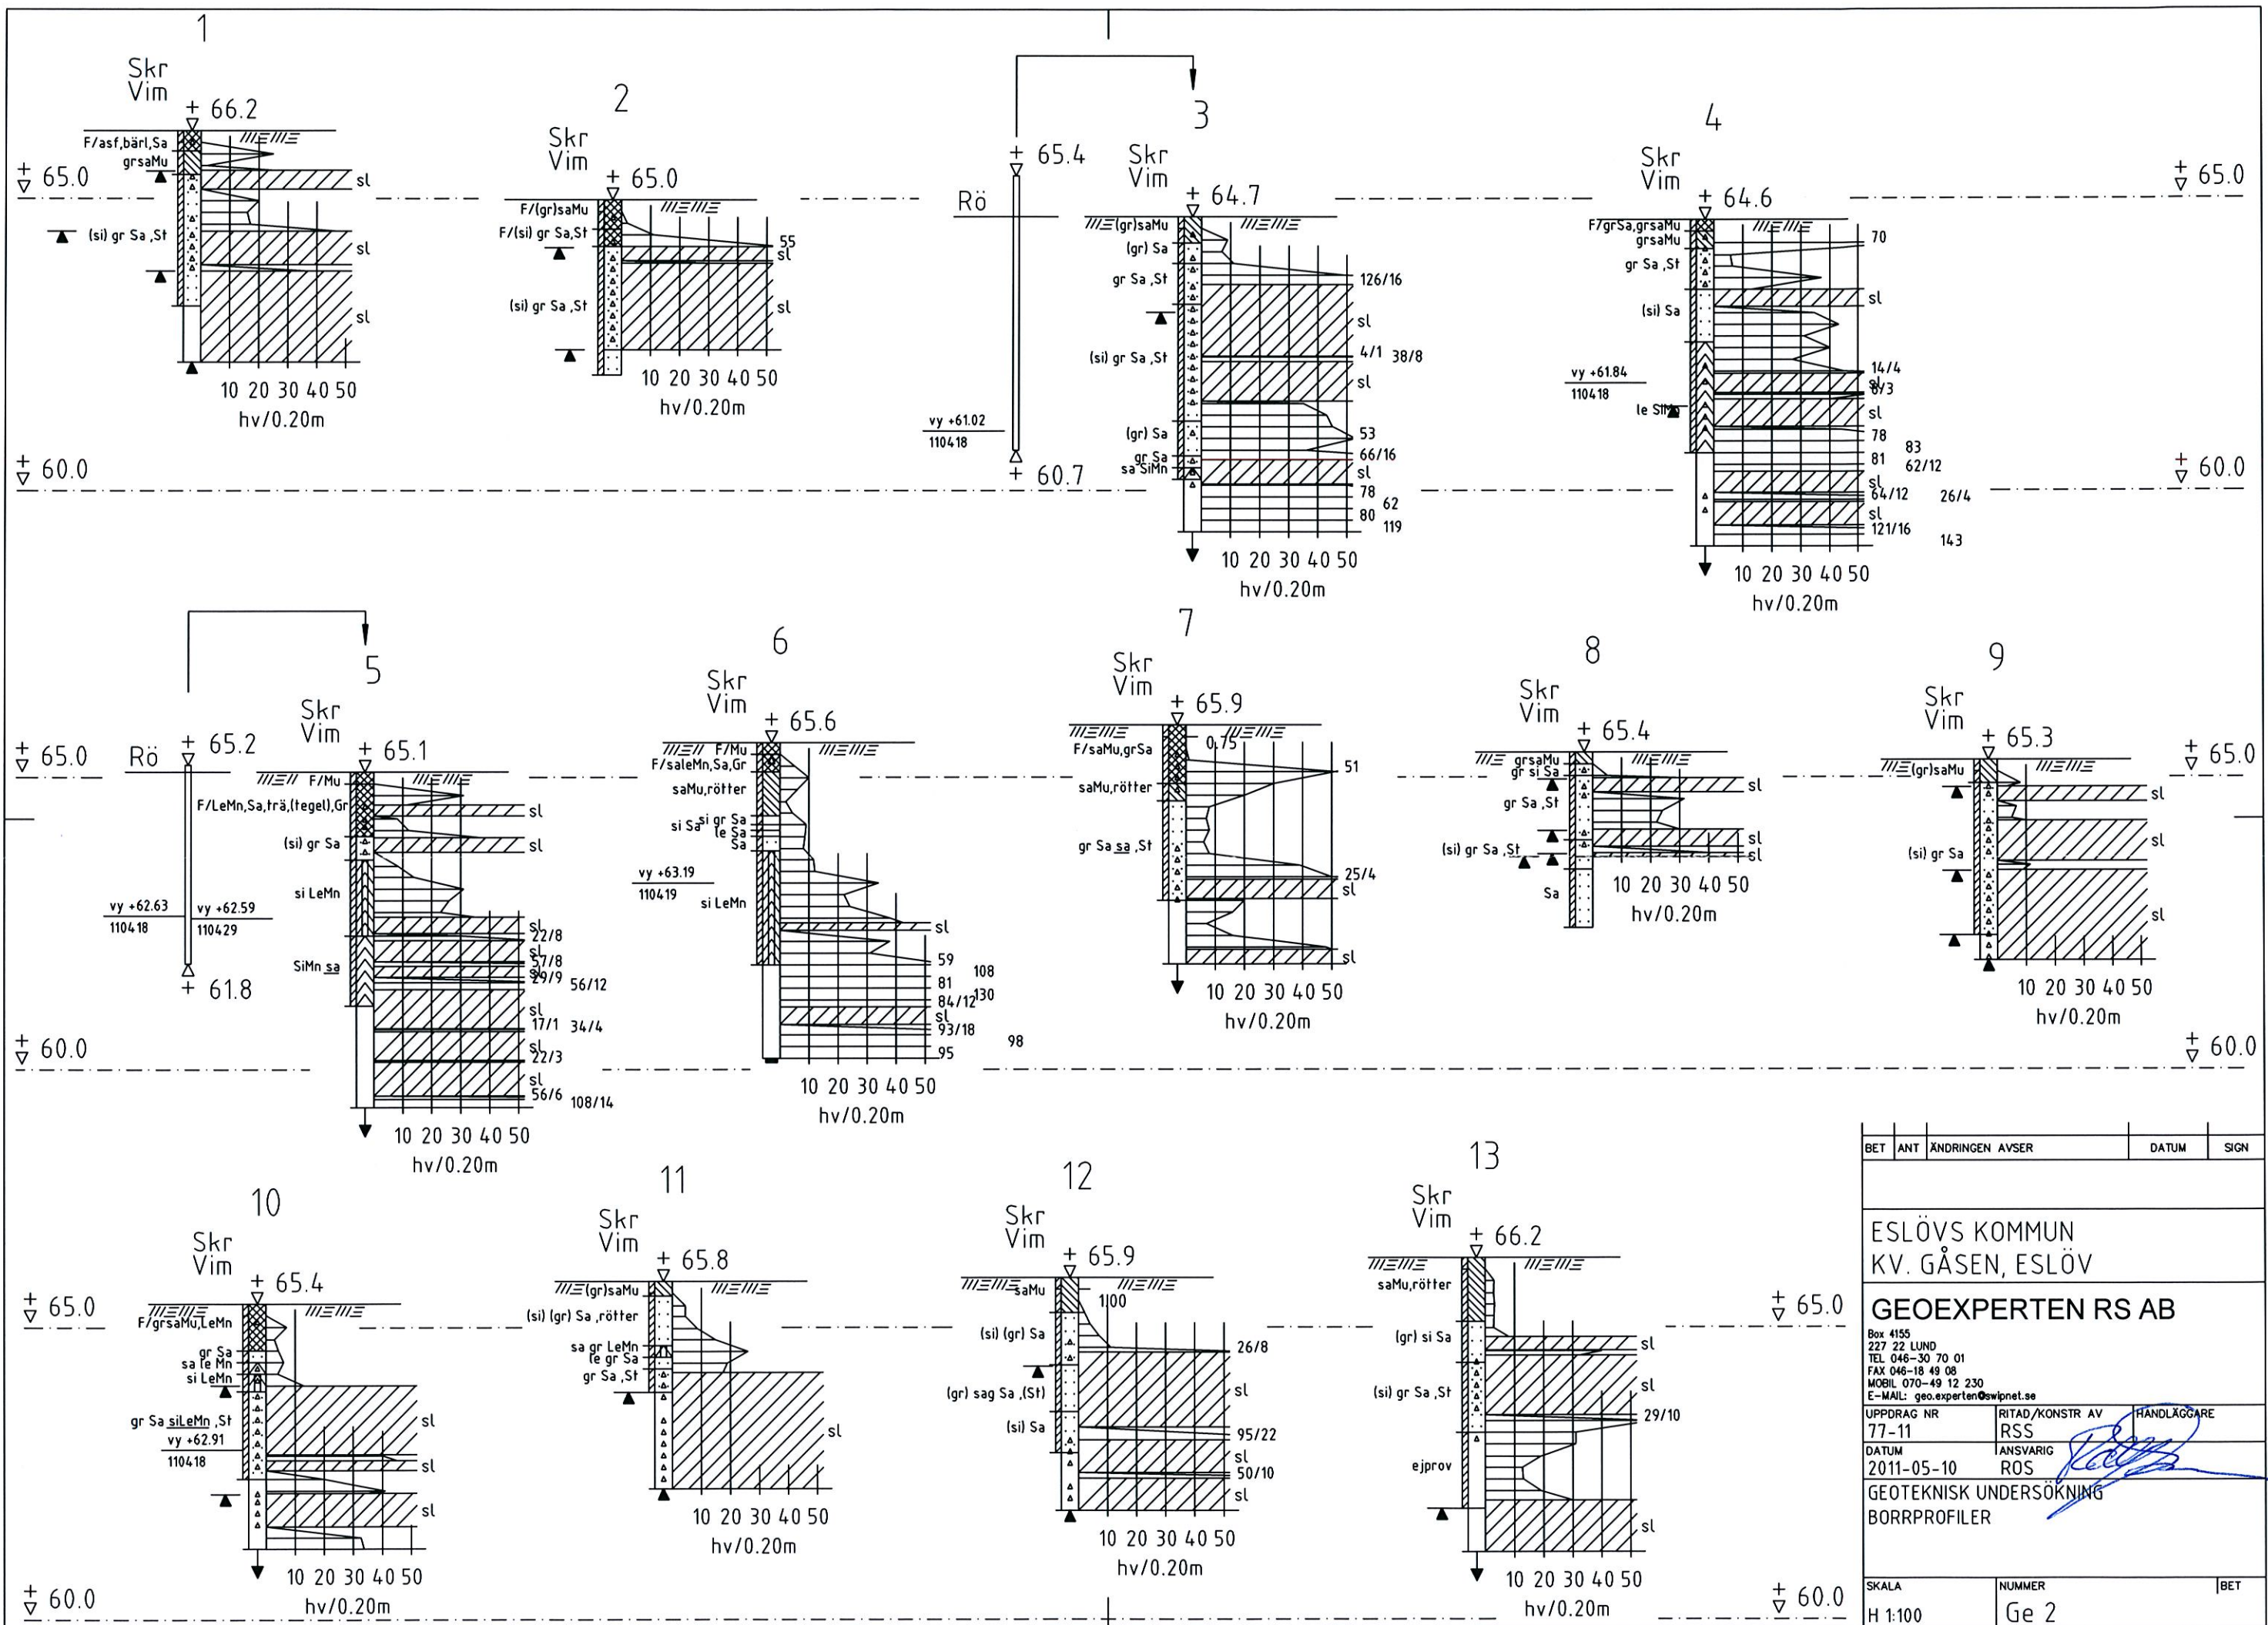 1
Skr
Vim
+ 66.2
F/asf,bärl,Sa
grsaMu
+ 65.0
sl
(si) gr Sa ,St
sl
sl
10 20 30 40 50
hv/0.20m
2
Skr
Vim
+ 65.0
F/(gr)saMu
F/(si) gr Sa,St
55
sl
(si) gr Sa ,St
sl
10 20 30 40 50
hv/0.20m
+ 65.4
Rö
vy +61.02
110418
+ 60.7
3
Skr
Vim
+ 64.7
(gr)saMu
(gr) Sa
gr Sa ,St
126/16
sl
(si) gr Sa ,St
4/1 38/8
sl
(gr) Sa
53
gr Sa
66/16
sa SiMn
sl
78
62
80
119
10 20 30 40 50
hv/0.20m
4
Skr
Vim
+ 64.6
+ 65.0
F/grSa,grsaMu
grsaMu
70
gr Sa ,St
sl
(si) Sa
14/4
sl
8/3
vy +61.84
110418
le SiMn
sl
78
83
81
62/12
sl
64/12 26/4
sl
121/16
143
10 20 30 40 50
hv/0.20m
+ 60.0
+ 60.0
+ 65.0
Rö
+ 65.2
vy +62.63
110418
vy +62.59
110429
+ 61.8
5
Skr
Vim
+ 65.1
F/Mu
F/LeMn,Sa,trä,(tegel),Gr
sl
(si) gr Sa
sl
si LeMn
sl
22/8
sl
57/8
SiMn sa
sl
29/9 56/12
sl
17/1 34/4
sl
22/3
sl
56/6 108/14
10 20 30 40 50
hv/0.20m
6
Skr
Vim
+ 65.6
F/Mu
F/saleMn,Sa,Gr
saMu,rötter
si gr Sa
si Sa
le Sa
Sa
vy +63.19
110419
si LeMn
sl
59
108
81
130
84/12
sl
93/18
98
95
10 20 30 40 50
hv/0.20m
7
Skr
Vim
+ 65.9
0,75
F/saMu,grSa
51
saMu,rötter
gr Sa sa ,St
25/4
sl
sl
10 20 30 40 50
hv/0.20m
8
Skr
Vim
+ 65.4
grsaMu
gr si Sa
sl
gr Sa ,St
sl
(si) gr Sa ,St
sl
Sa
10 20 30 40 50
hv/0.20m
9
Skr
Vim
+ 65.3
+ 65.0
(gr)saMu
sl
sl
(si) gr Sa
sl
10 20 30 40 50
hv/0.20m
+ 60.0
+ 60.0
10
Skr
Vim
+ 65.4
+ 65.0
F/grsaMu,LeMn
gr Sa
sa le Mn
si LeMn
gr Sa siLeMn ,St
sl
vy +62.91
110418
sl
sl
10 20 30 40 50
hv/0.20m
+ 60.0
11
Skr
Vim
+ 65.8
(gr)saMu
(si) (gr) Sa ,rötter
sa gr LeMn
le gr Sa
gr Sa ,St
sl
10 20 30 40 50
hv/0.20m
12
Skr
Vim
+ 65.9
saMu
1,00
(si) (gr) Sa
26/8
(gr) sag Sa ,(St)
sl
(si) Sa
95/22
sl
50/10
sl
10 20 30 40 50
hv/0.20m
13
Skr
Vim
+ 66.2
saMu,rötter
+ 65.0
(gr) si Sa
sl
(si) gr Sa ,St
sl
29/10
ejprov
sl
10 20 30 40 50
hv/0.20m
+ 60.0
BET ANT ÄNDRINGEN AVSER DATUM SIGN
ESLÖVS KOMMUN
KV. GÅSEN, ESLÖV
GEOEXPERTEN RS AB
Box 4155
227 22 LUND
TEL 046-30 70 01
FAX 046-18 49 08
MOBIL 070-49 12 230
E-MAIL: geo.experten@swipnet.se
UPPDRAG NR RITAD/KONSTR AV HANDLÄGGARE
77-11 RSS
DATUM ANSVARIG
2011-05-10 ROS
GEOTEKNISK UNDERSÖKNING
BORRPROFILER
SKALA NUMMER BET
H 1:100 Ge 2